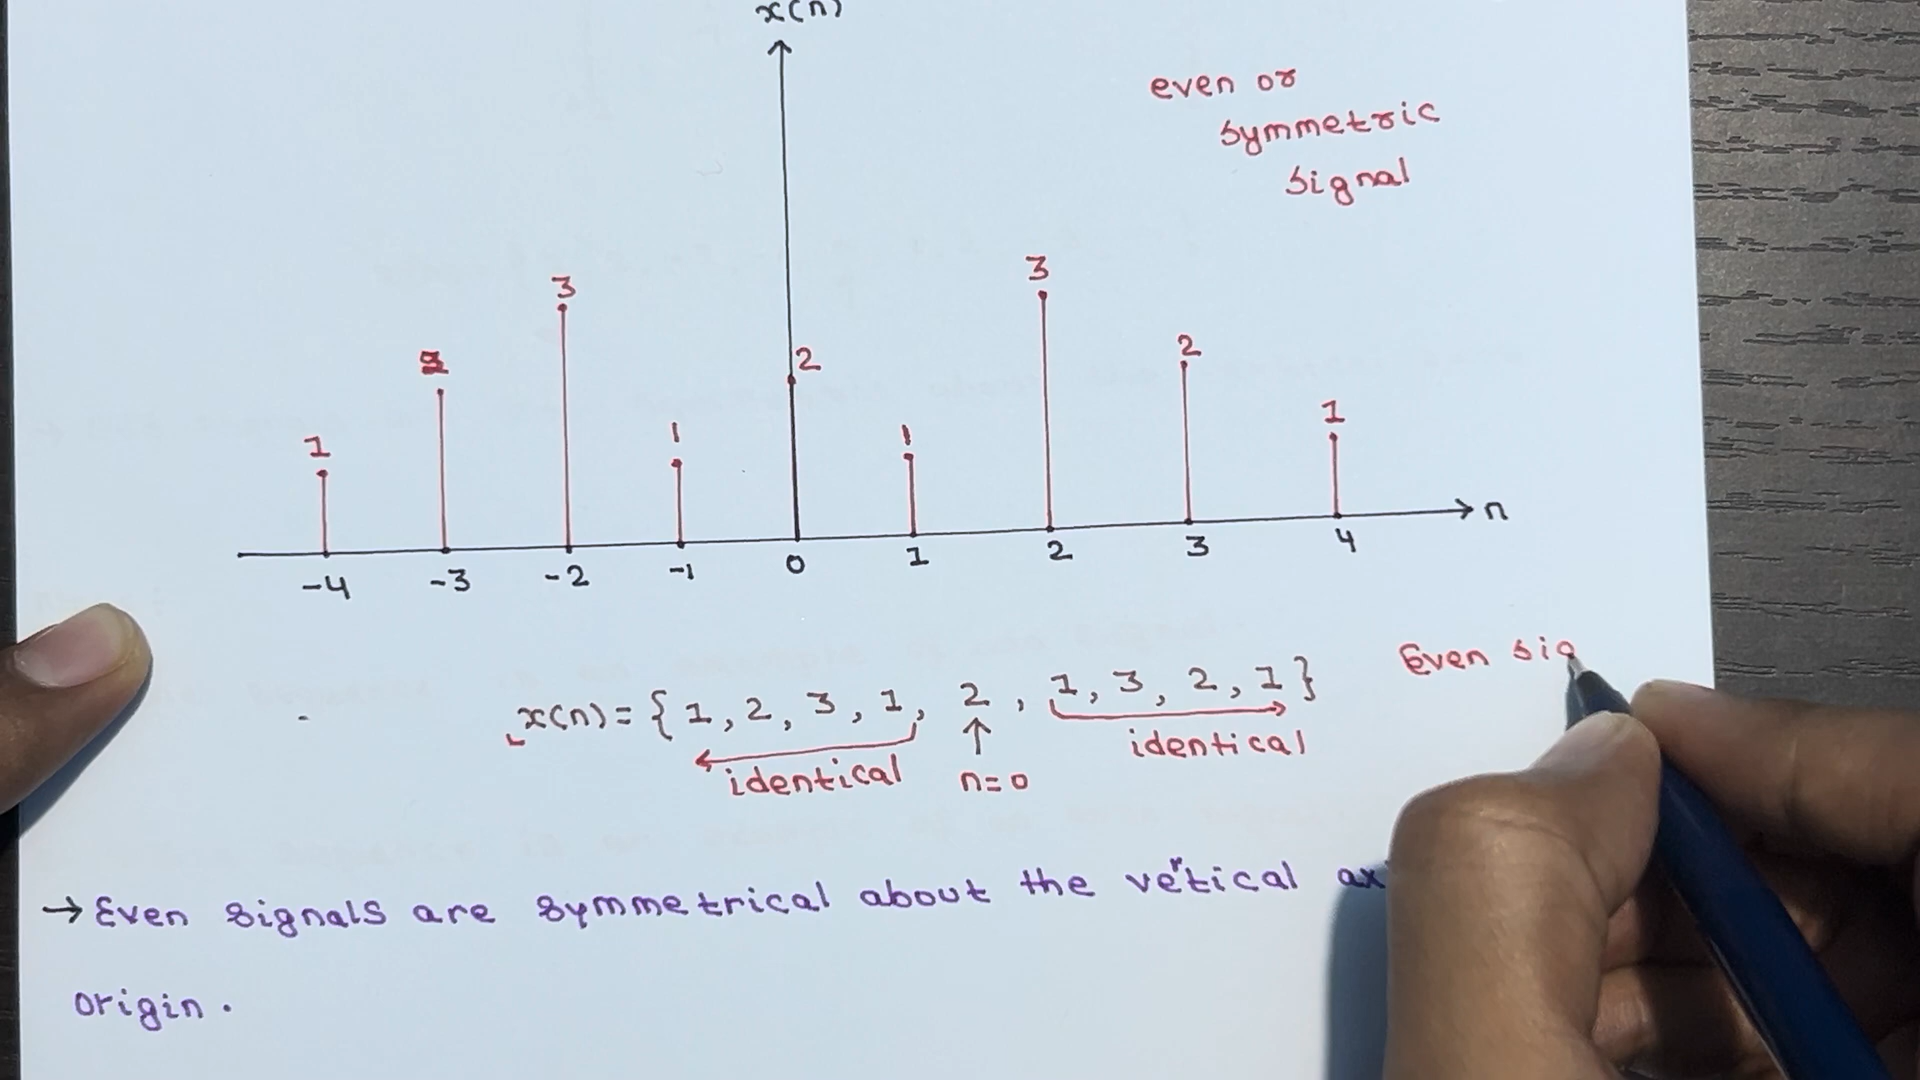 x(n)
even or
symmetric
signal
3
3
2
2
1
1
1
1
n
-4 -3 -2 -1 0 1 2 3 4
x(n) = { 1, 2, 3, 1, 2, 1, 3, 2, 1 }
Even sig
identical
identical
n=0
→ Even signals are symmetrical about the vertical ax
origin.